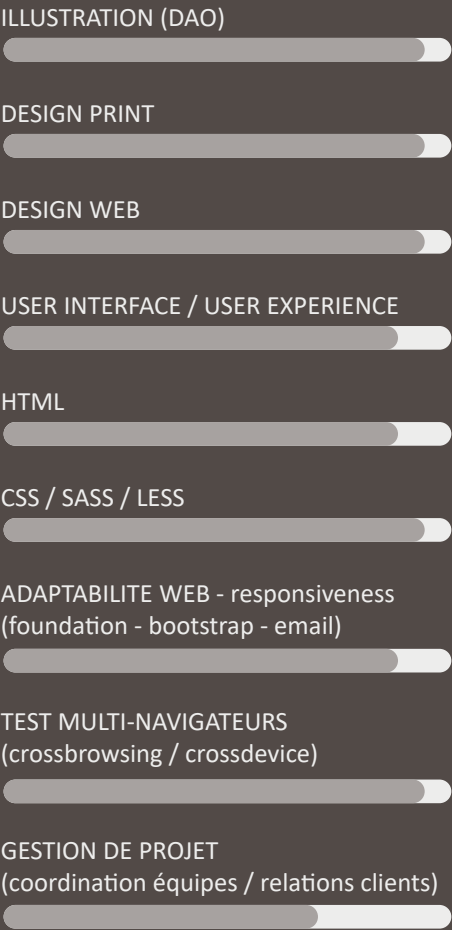 ILLUSTRATION (DAO)
DESIGN PRINT
DESIGN WEB
USER INTERFACE / USER EXPERIENCE
HTML
CSS / SASS / LESS
ADAPTABILITE WEB - responsiveness
(foundation - bootstrap - email)
TEST MULTI-NAVIGATEURS
(crossbrowsing / crossdevice)
GESTION DE PROJET
(coordination équipes / relations clients)